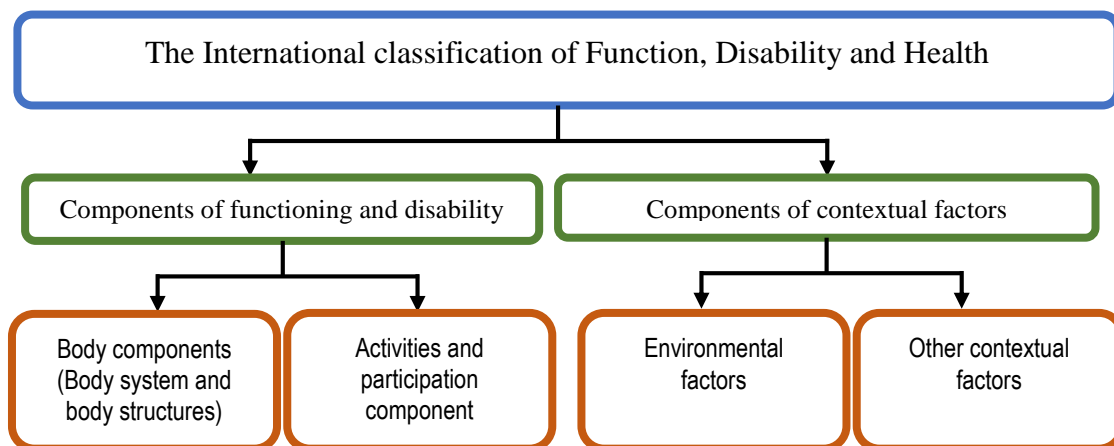 The International classification of Function, Disability and Health
Components of functioning and disability
Components of contextual factors
Body components
(Body system and
body structures)
Activities and
participation
component
Environmental
factors
Other contextual
factors